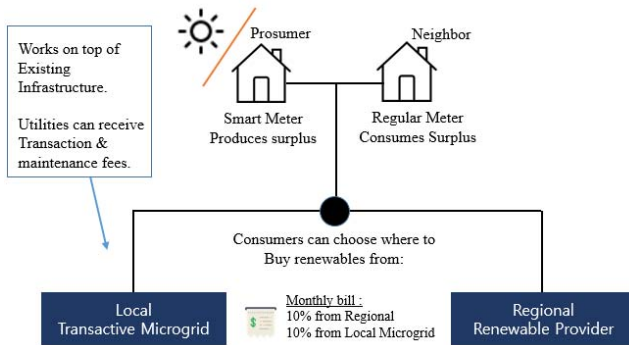 Works on top of
Existing
Infrastructure.
Utilities can receive
Transaction &
maintenance fees.
Prosumer
Neighbor
Smart Meter
Produces surplus
Regular Meter
Consumes Surplus
Consumers can choose where to
Buy renewables from:
Local
Transactive Microgrid
$
Monthly bill :
10% from Regional
10% from Local Microgrid
Regional
Renewable Provider